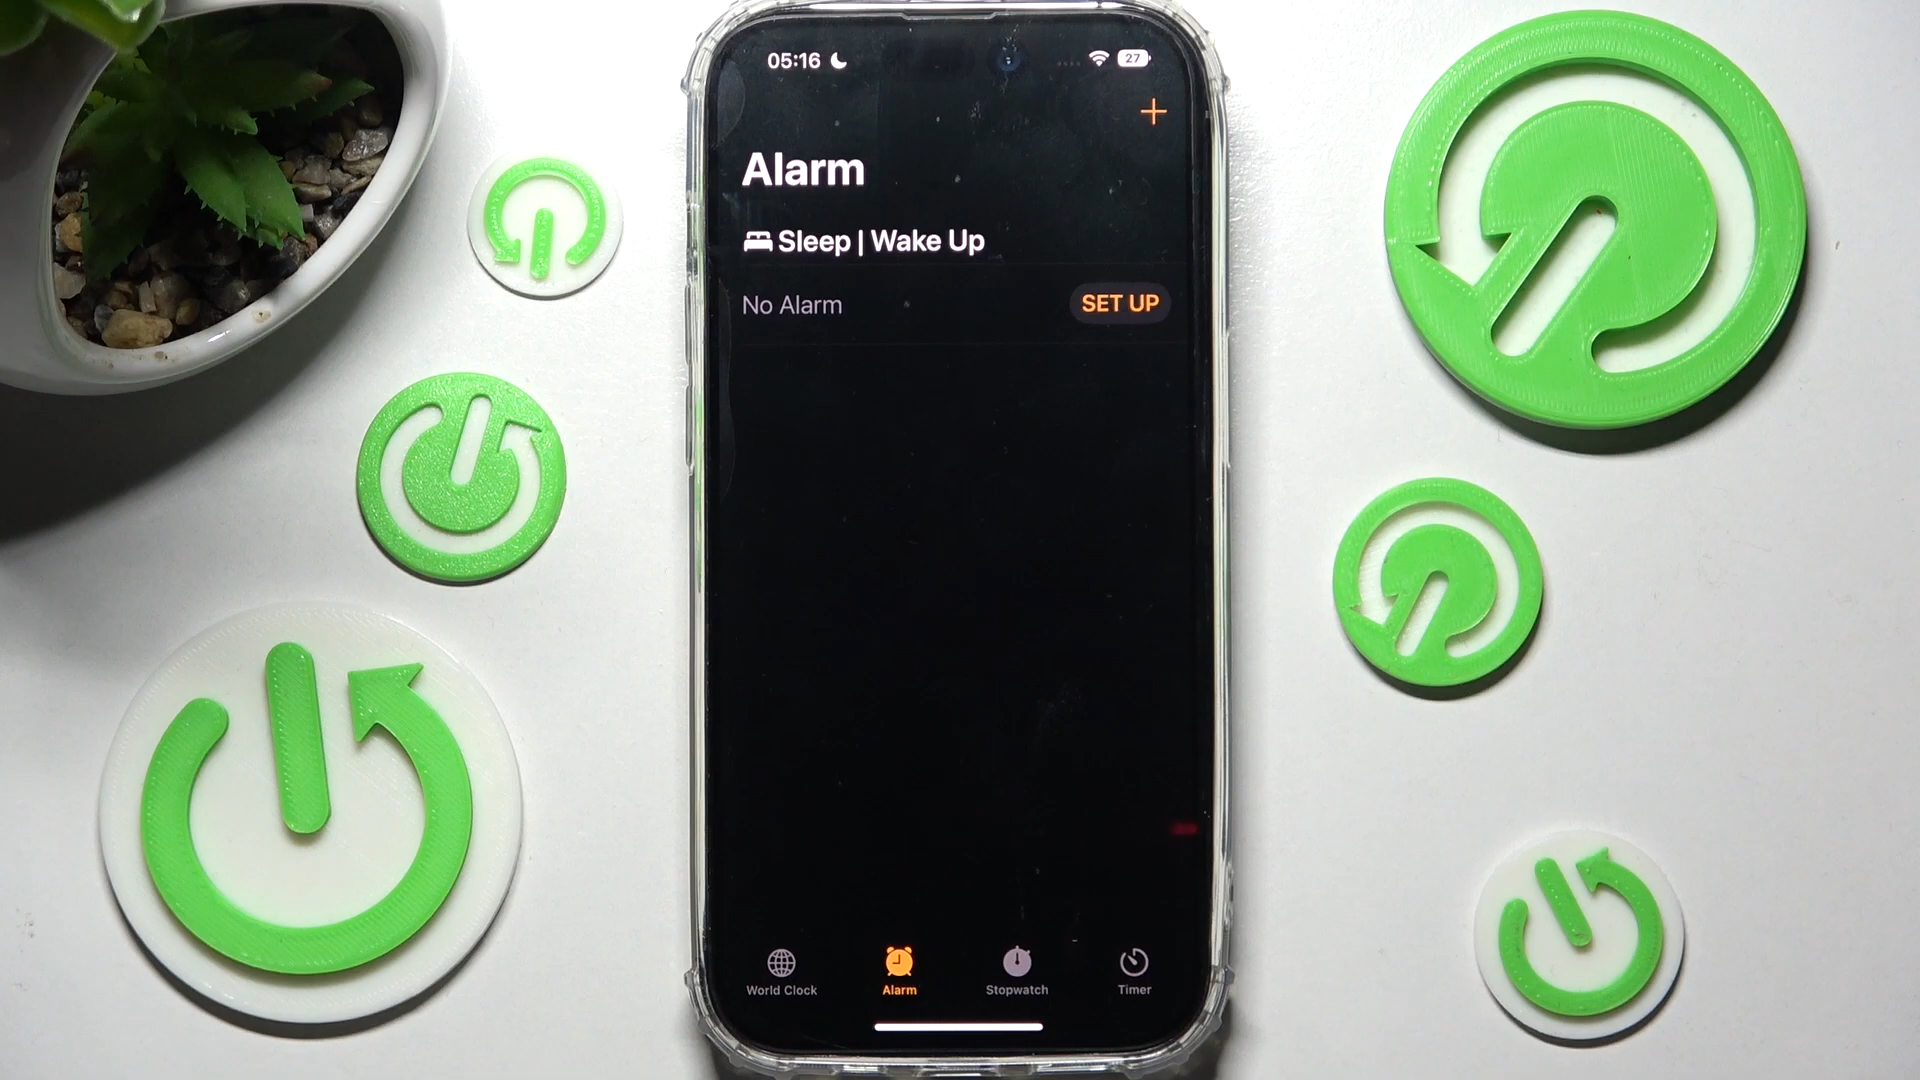 05:16
27
+
Alarm
Sleep | Wake Up
No Alarm SET UP
World Clock Alarm Stopwatch Timer